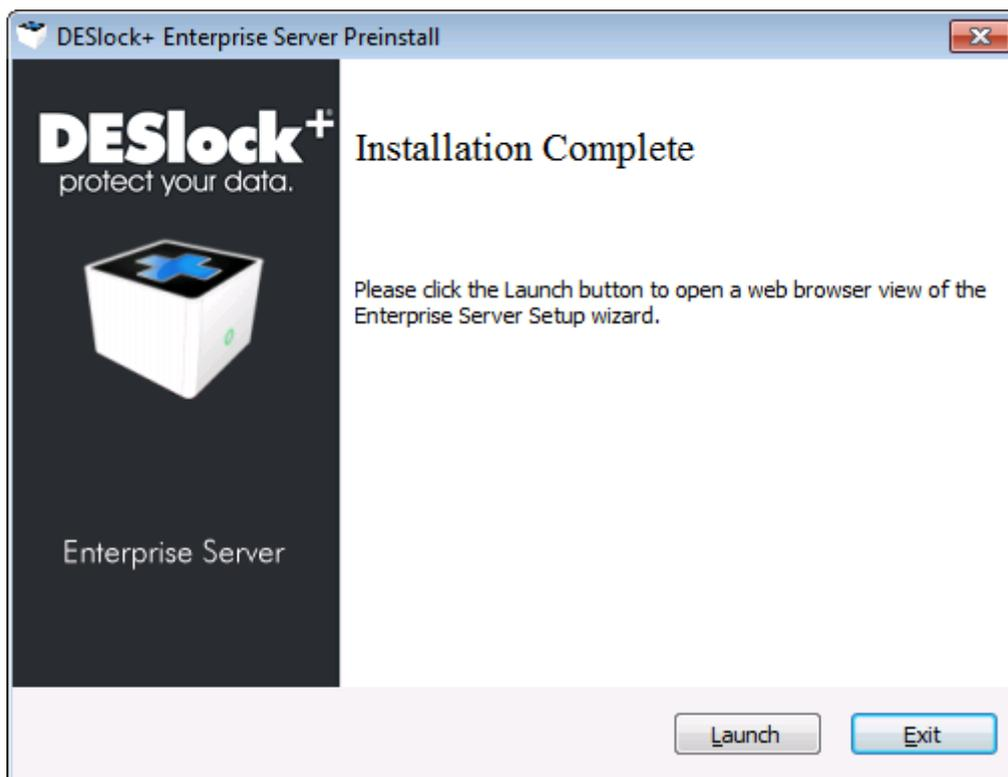 DESlock+ Enterprise Server Preinstall
DESlock+
protect your data.
Installation Complete
Please click the Launch button to open a web browser view of the
Enterprise Server Setup wizard.
Enterprise Server
Launch
Exit